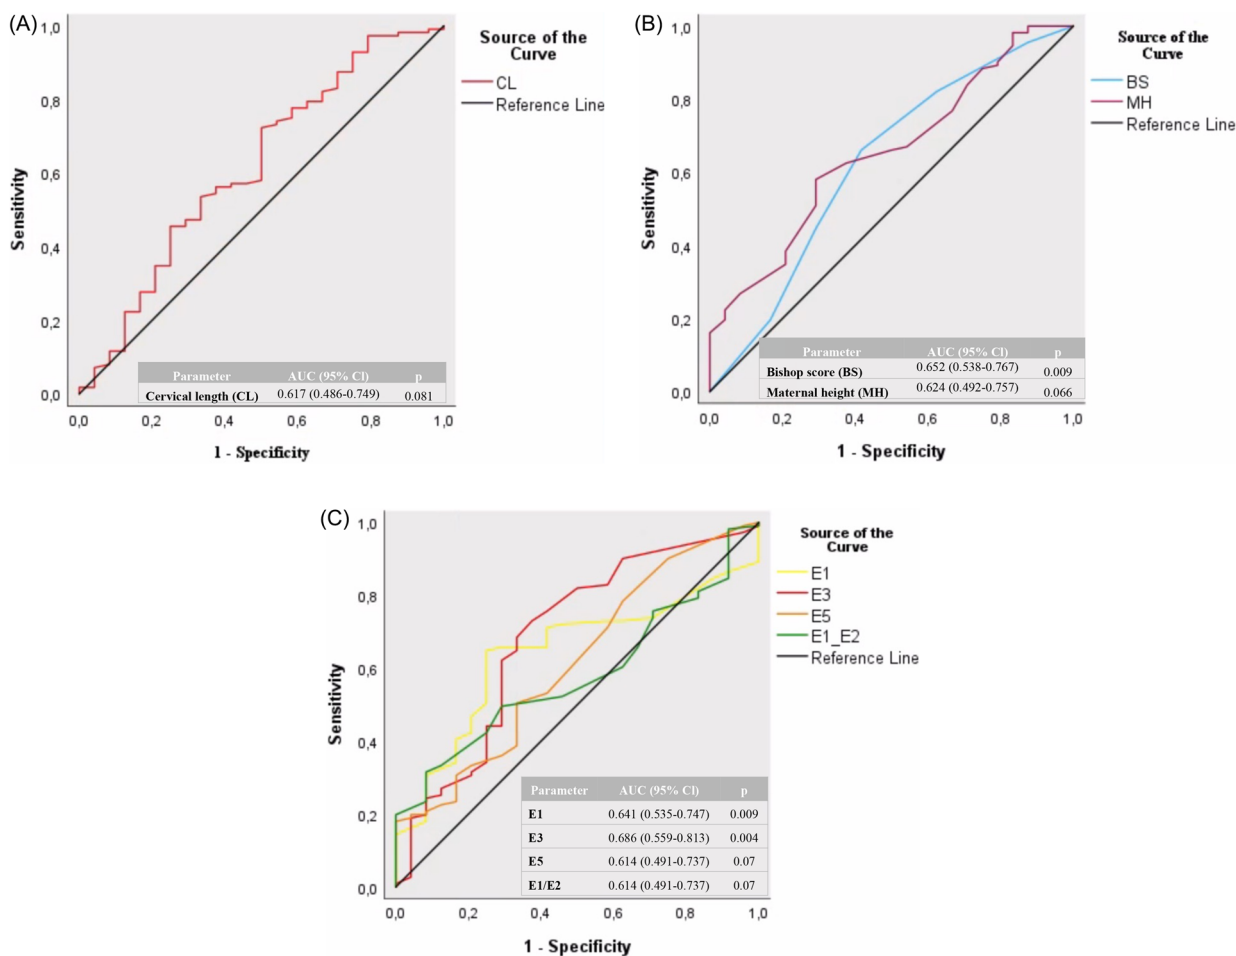 (A)
1,0
0,8
0,6
0,4
0,2
0,0
Sensitivity
0,0 0,2 0,4 0,6 0,8 1,0
1 - Specificity
Source of the
Curve
CL
Reference Line
Parameter AUC (95% CI) p
Cervical length (CL) 0.617 (0.486-0.749) 0.081
(B)
1,0
0,8
0,6
0,4
0,2
0,0
Sensitivity
0,0 0,2 0,4 0,6 0,8 1,0
1 - Specificity
Source of the
Curve
BS
MH
Reference Line
Parameter AUC (95% CI) p
Bishop score (BS) 0.652 (0.538-0.767) 0.009
Maternal height (MH) 0.624 (0.492-0.757) 0.066
(C)
1,0
0,8
0,6
0,4
0,2
0,0
Sensitivity
0,0 0,2 0,4 0,6 0,8 1,0
1 - Specificity
Source of the
Curve
E1
E3
E5
E1_E2
Reference Line
Parameter AUC (95% CI) p
E1 0.641 (0.535-0.747) 0.009
E3 0.686 (0.559-0.813) 0.004
E5 0.614 (0.491-0.737) 0.07
E1/E2 0.614 (0.491-0.737) 0.07